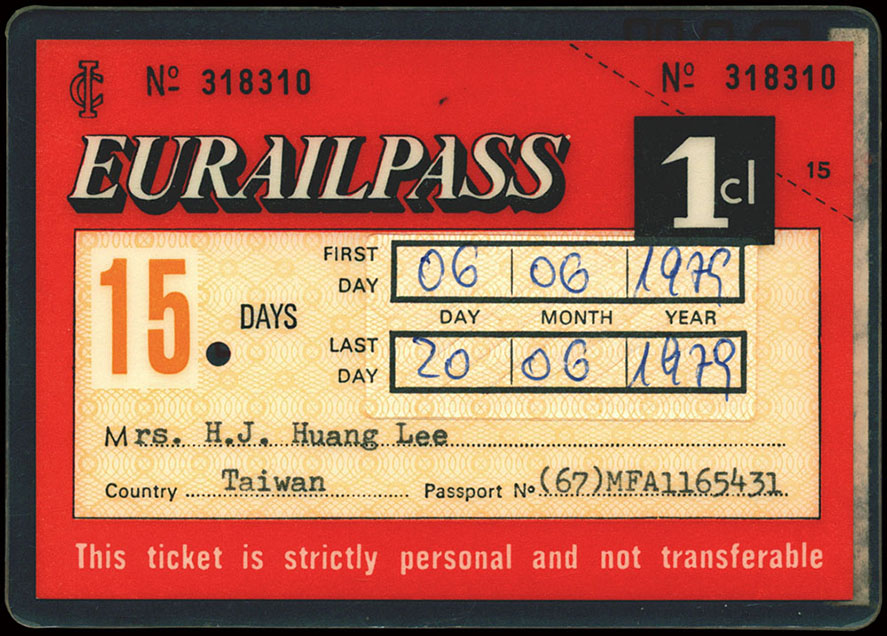 Nº 318310 Nº 318310
EURAILPASS 1cl 15
15 DAYS
FIRST DAY 06 06 1979
DAY MONTH YEAR
LAST DAY 20 06 1979
Mrs. H.J. Huang Lee
Country Taiwan Passport Nº (67)MFA1165431
This ticket is strictly personal and not transferable